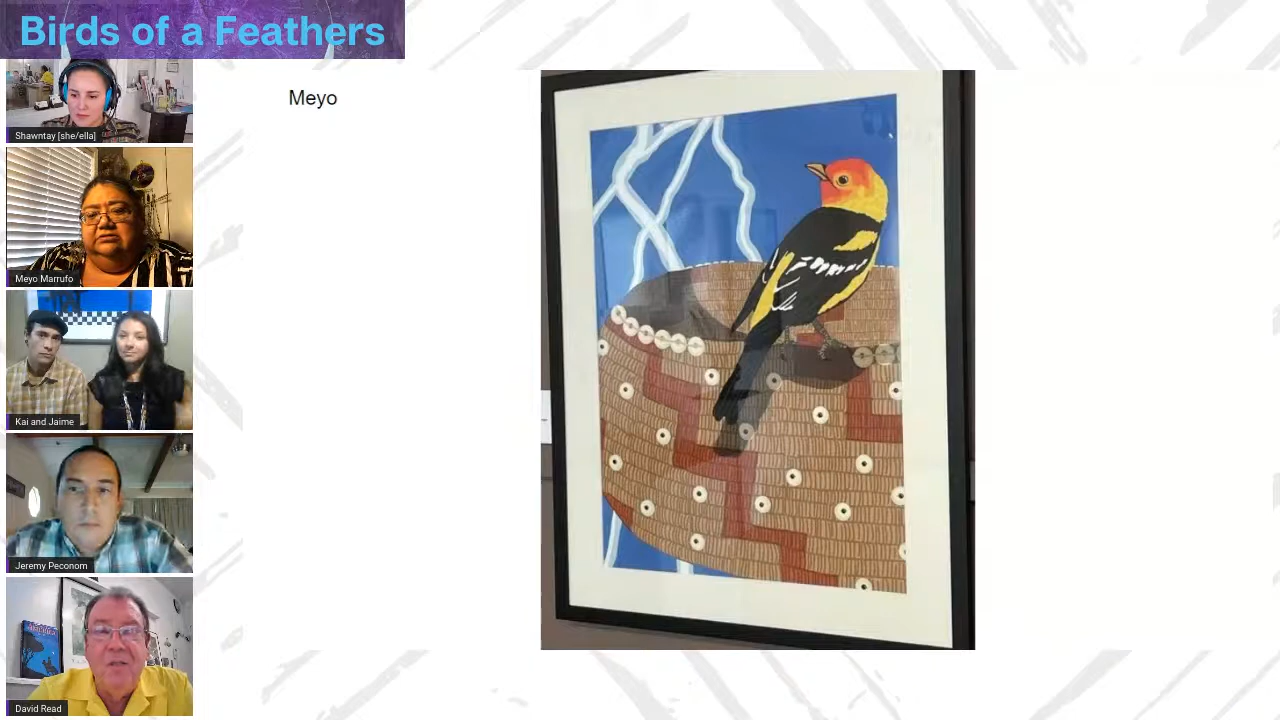 Birds of a Feathers
Shawntay [she/ella]
Meyo
Meyo Marrufo
Kai and Jaime
Jeremy Peconom
David Read